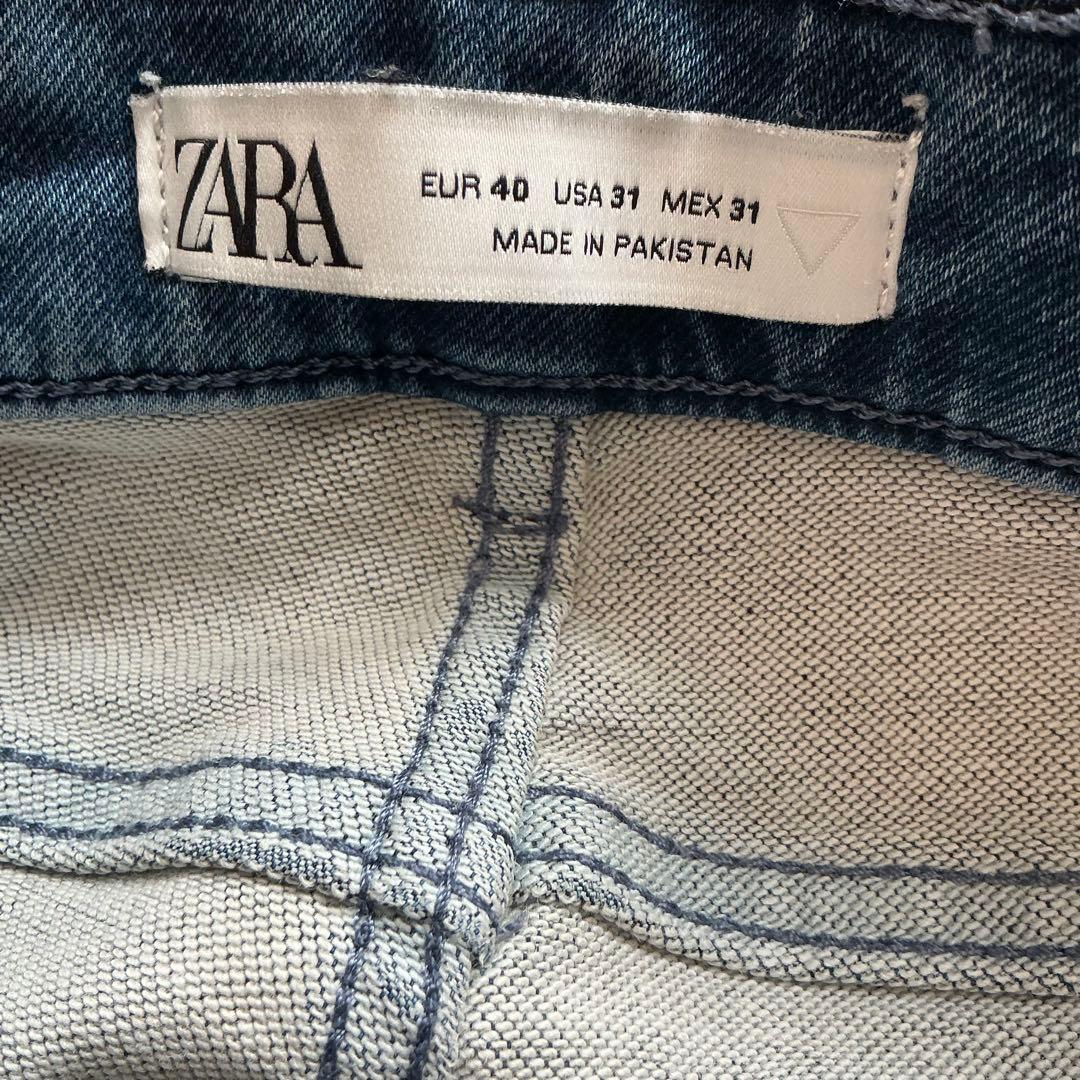 ZARA
EUR 40 USA 31 MEX 31
MADE IN PAKISTAN